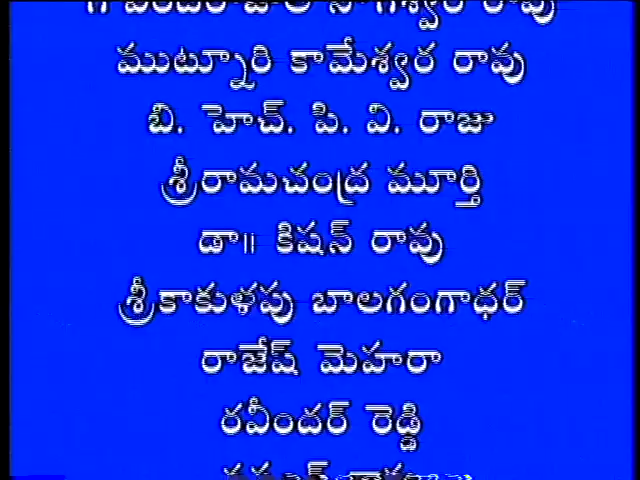 ముట్నూరి కామేశ్వర రావు
బి. హెచ్. పి. వి. రాజు
శ్రీరామచంద్ర మూర్తి
డా॥ కిషన్ రావు
శ్రీకాకుళపు బాలగంగాధర్
రాజేష్ మెహరా
రవీందర్ రెడ్డి